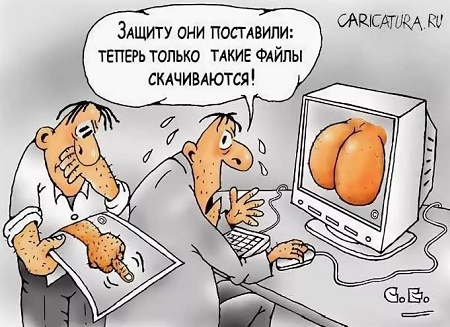 Защиту они поставили:
теперь только такие файлы
скачиваются!
CARICATURA.RU
С.Е.